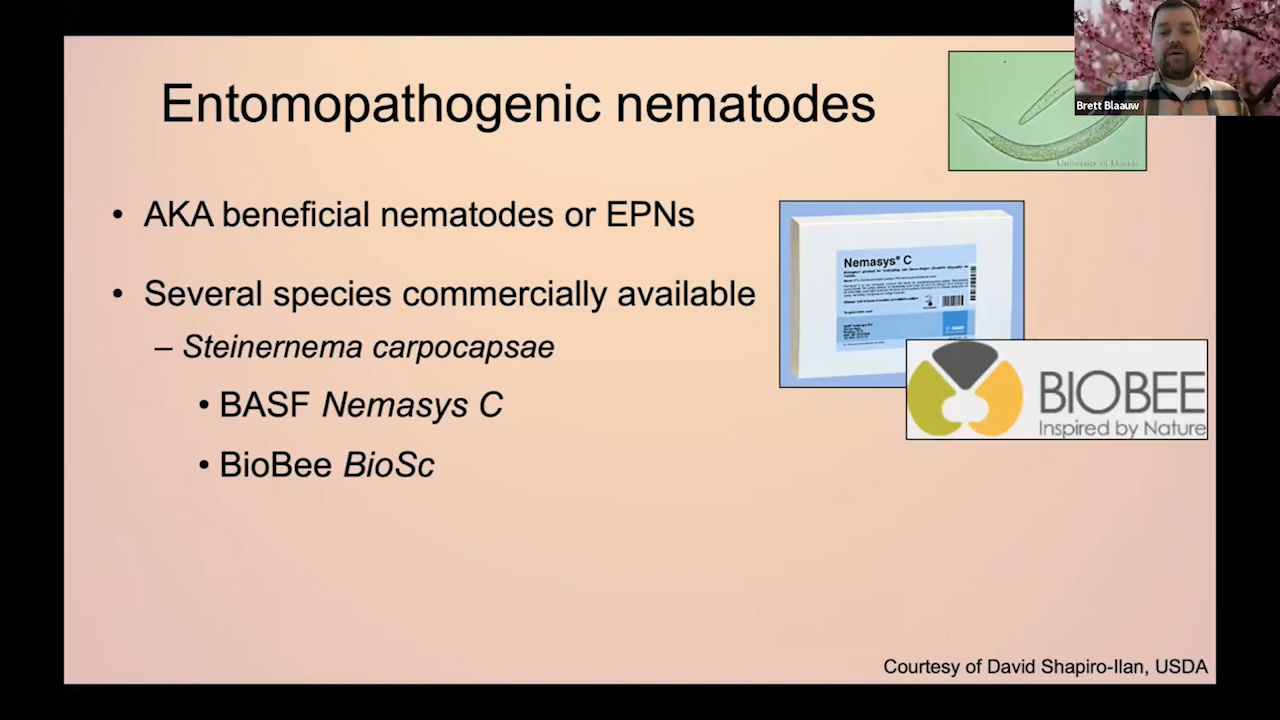 Entomopathogenic nematodes
Brett Blaauw
• AKA beneficial nematodes or EPNs
• Several species commercially available
– Steinernema carpocapsae
• BASF Nemasys C
• BioBee BioSc
Nemasys® C
BIOBEE
Inspired by Nature
Courtesy of David Shapiro-Ilan, USDA